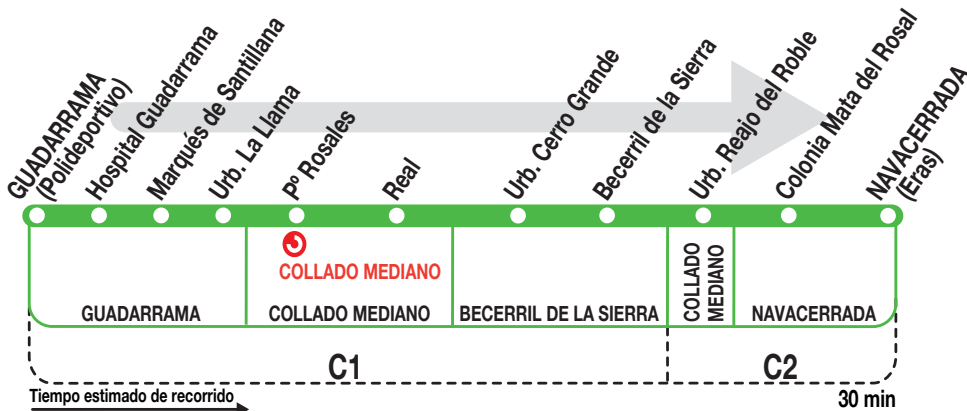 GUADARRAMA
(Polideportivo)
Hospital Guadarrama
Marqués de Santillana
Urb. La Llama
Pº Rosales
Real
Urb. Cerro Grande
Becerril de la Sierra
Urb. Reajo del Roble
Colonia Mata del Rosal
NAVACERRADA
(Eras)
COLLADO MEDIANO
GUADARRAMA
COLLADO MEDIANO
BECERRIL DE LA SIERRA
COLLADO
MEDIANO
NAVACERRADA
C1
C2
Tiempo estimado de recorrido
30 min